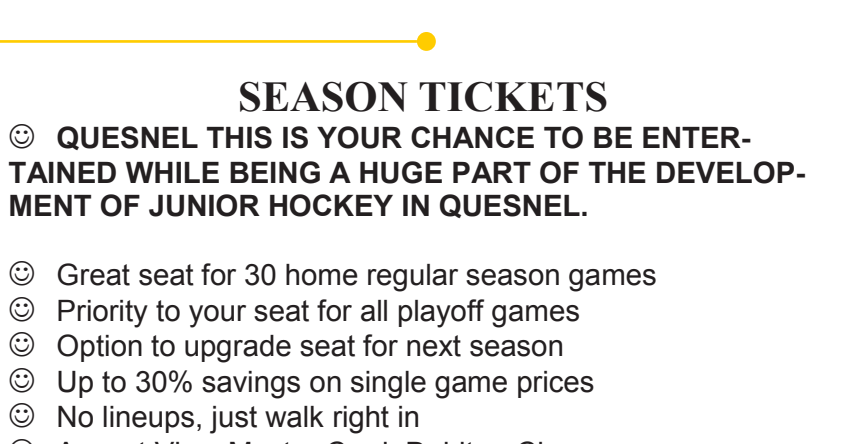 SEASON TICKETS
☺ QUESNEL THIS IS YOUR CHANCE TO BE ENTER-
TAINED WHILE BEING A HUGE PART OF THE DEVELOP-
MENT OF JUNIOR HOCKEY IN QUESNEL.
☺ Great seat for 30 home regular season games
☺ Priority to your seat for all playoff games
☺ Option to upgrade seat for next season
☺ Up to 30% savings on single game prices
☺ No lineups, just walk right in